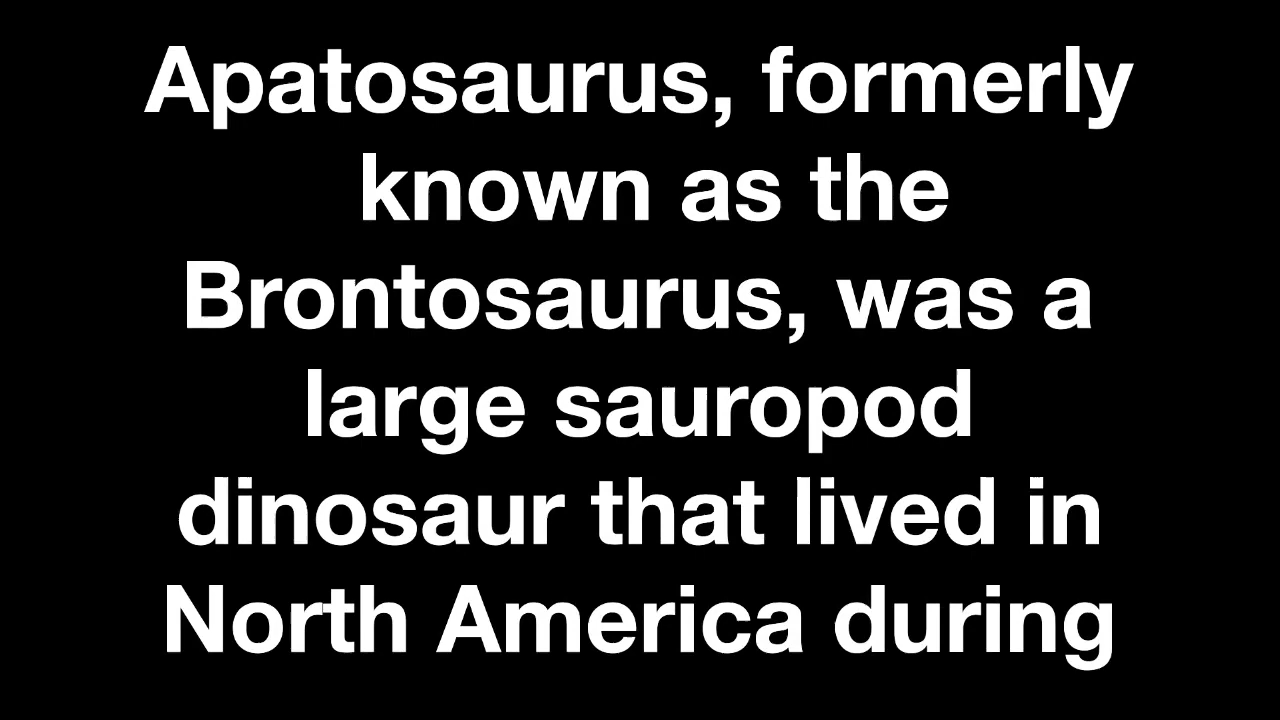 Apatosaurus, formerly
known as the
Brontosaurus, was a
large sauropod
dinosaur that lived in
North America during